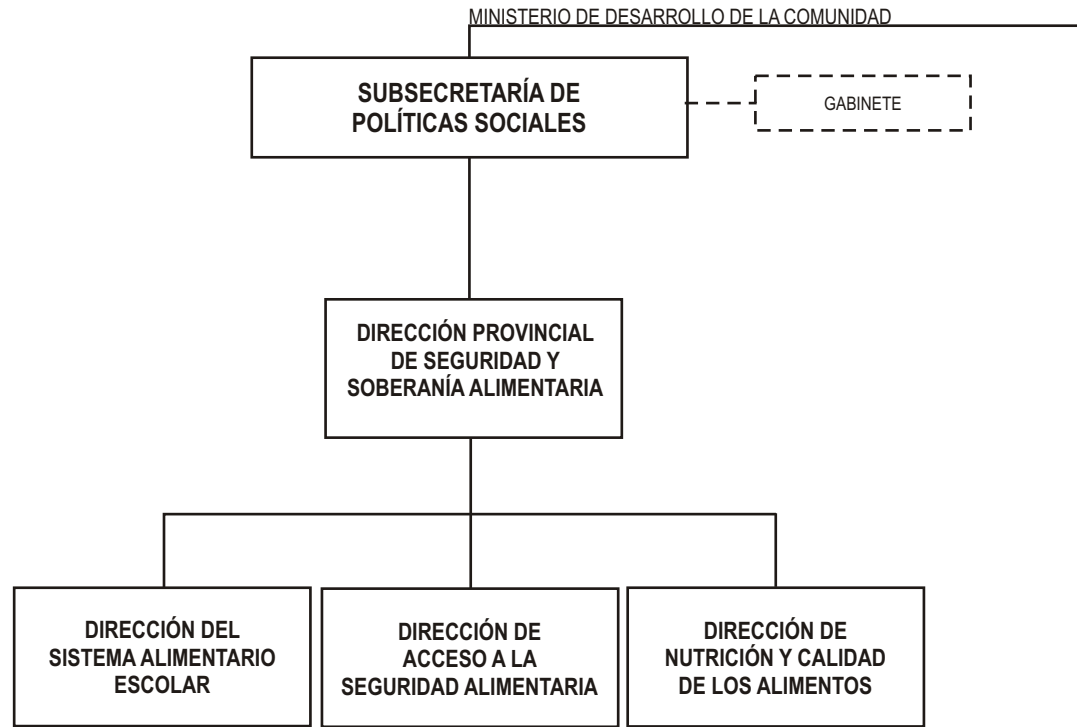 MINISTERIO DE DESARROLLO DE LA COMUNIDAD
SUBSECRETARÍA DE
POLÍTICAS SOCIALES
GABINETE
DIRECCIÓN PROVINCIAL
DE SEGURIDAD Y
SOBERANÍA ALIMENTARIA
DIRECCIÓN DEL
SISTEMA ALIMENTARIO
ESCOLAR
DIRECCIÓN DE
ACCESO A LA
SEGURIDAD ALIMENTARIA
DIRECCIÓN DE
NUTRICIÓN Y CALIDAD
DE LOS ALIMENTOS